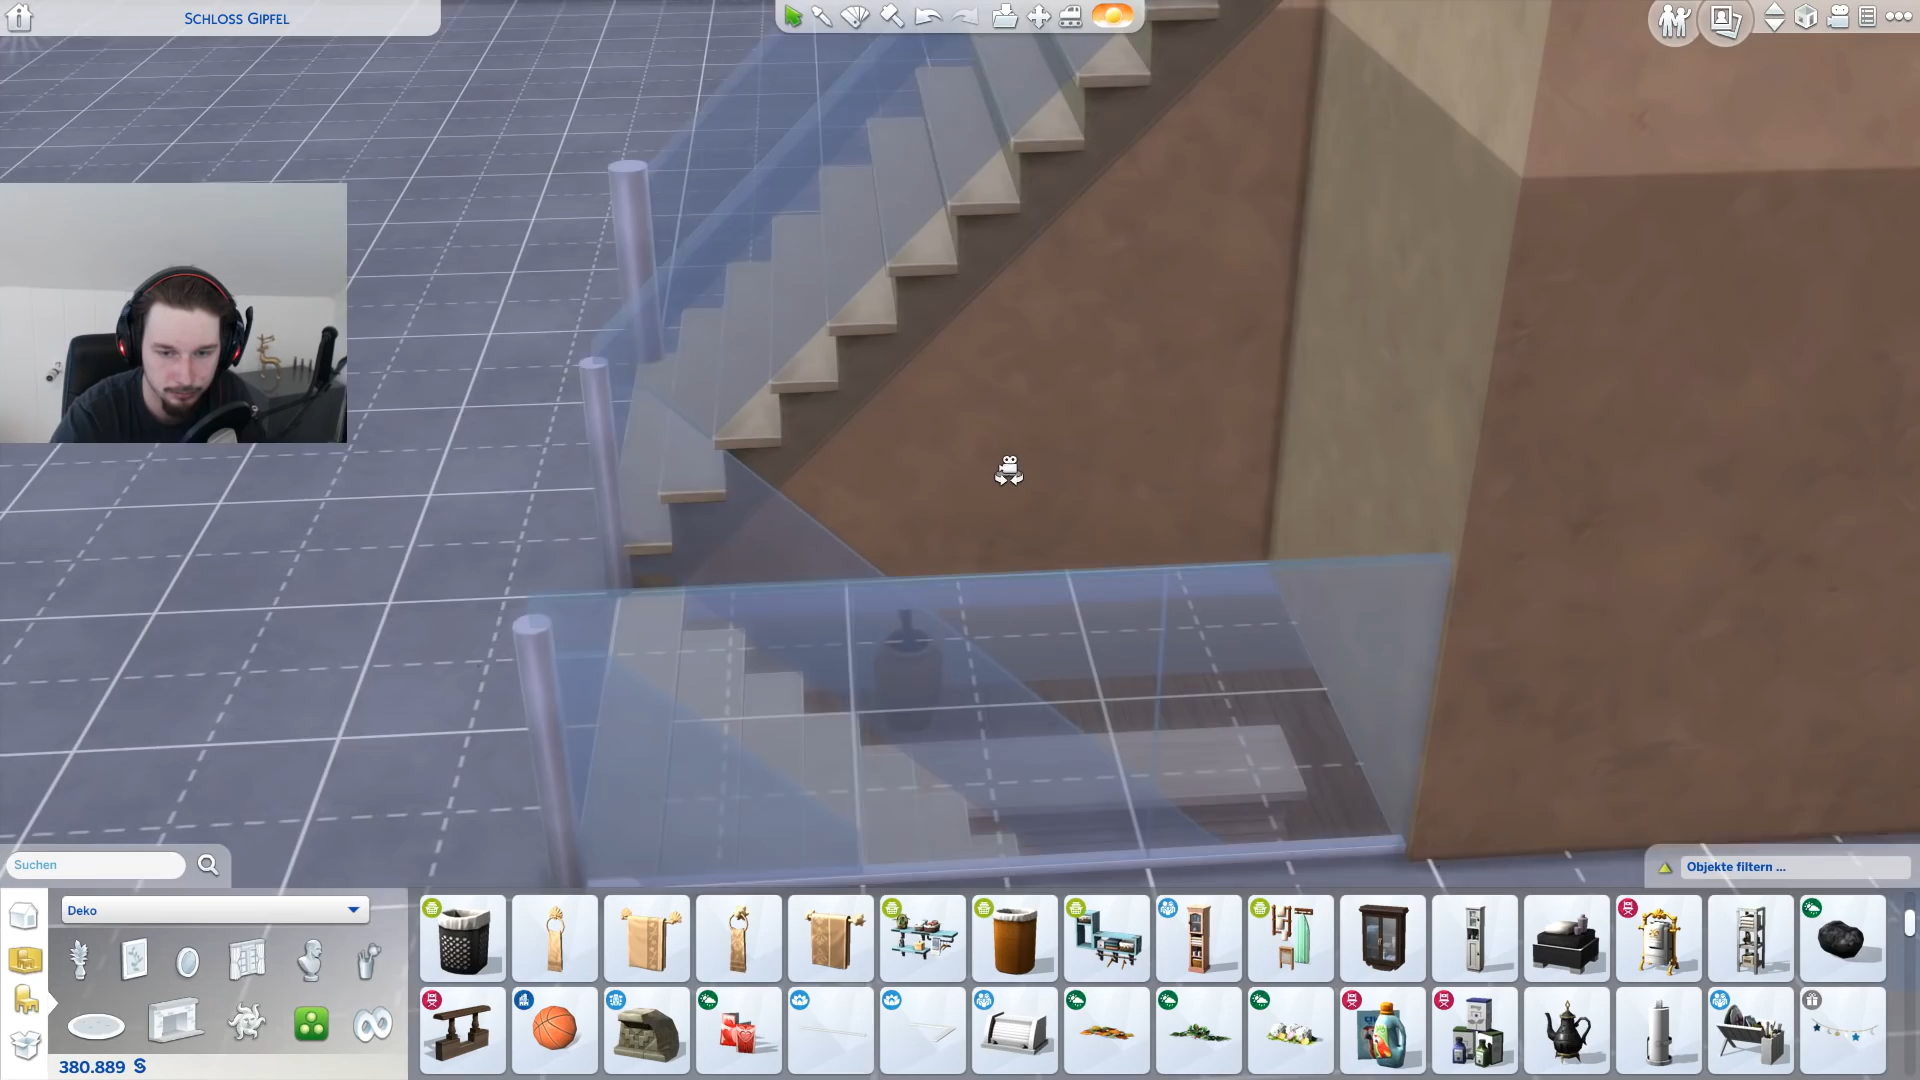 Schloss Gipfel
Suchen
Objekte filtern ...
Deko
380.889 S